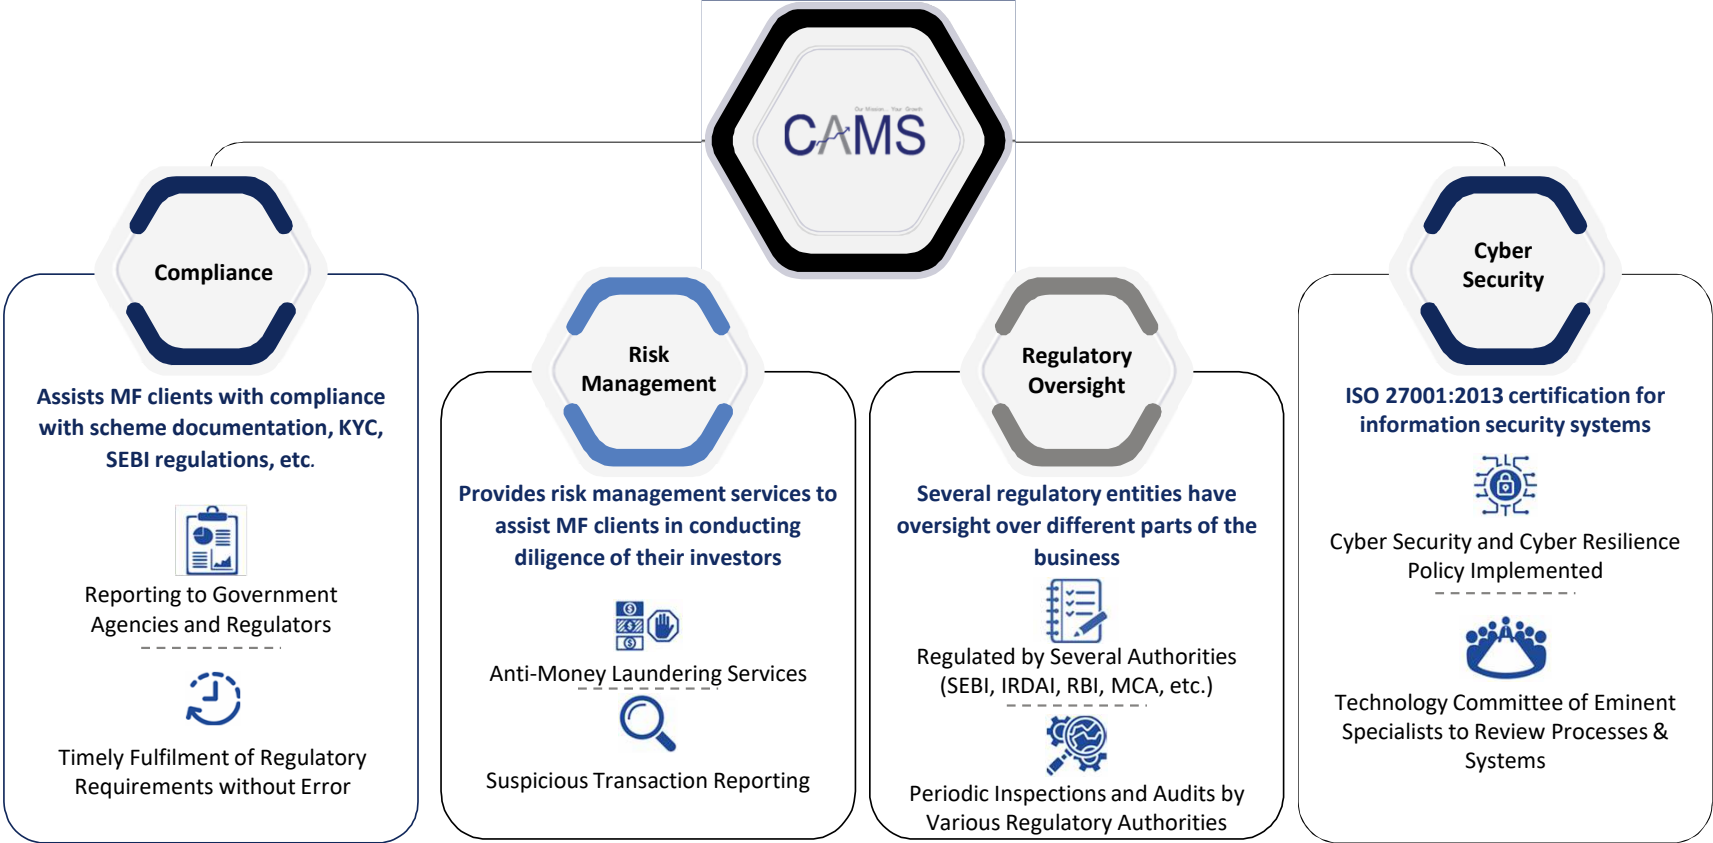 Our Mission... Your Growth
CAMS
Compliance
Assists MF clients with compliance
with scheme documentation, KYC,
SEBI regulations, etc.
Reporting to Government
Agencies and Regulators
Timely Fulfilment of Regulatory
Requirements without Error
Risk
Management
Provides risk management services to
assist MF clients in conducting
diligence of their investors
Anti-Money Laundering Services
Suspicious Transaction Reporting
Regulatory
Oversight
Several regulatory entities have
oversight over different parts of the
business
Regulated by Several Authorities
(SEBI, IRDAI, RBI, MCA, etc.)
Periodic Inspections and Audits by
Various Regulatory Authorities
Cyber
Security
ISO 27001:2013 certification for
information security systems
Cyber Security and Cyber Resilience
Policy Implemented
Technology Committee of Eminent
Specialists to Review Processes &
Systems